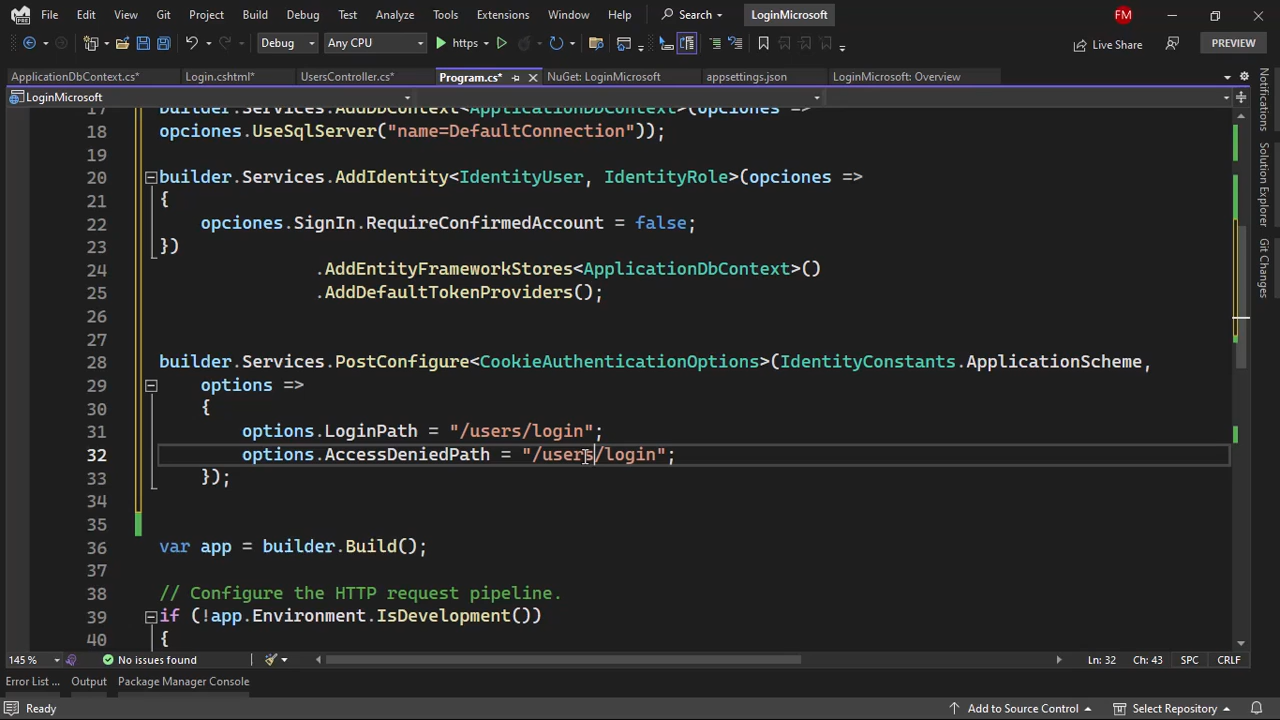 File Edit View Git Project Build Debug Test Analyze Tools Extensions Window Help Search LoginMicrosoft FM
Debug Any CPU https Live Share PREVIEW
ApplicationDbContext.cs* Login.cshtml* UsersController.cs* Program.cs* NuGet: LoginMicrosoft appsettings.json LoginMicrosoft: Overview
LoginMicrosoft
17 builder.Services.AddDbContext<ApplicationDbContext>(opciones =>
18 opciones.UseSqlServer("name=DefaultConnection"));
19
20 builder.Services.AddIdentity<IdentityUser, IdentityRole>(opciones =>
21 {
22 opciones.SignIn.RequireConfirmedAccount = false;
23 })
24 .AddEntityFrameworkStores<ApplicationDbContext>()
25 .AddDefaultTokenProviders();
26
27
28 builder.Services.PostConfigure<CookieAuthenticationOptions>(IdentityConstants.ApplicationScheme,
29 options =>
30 {
31 options.LoginPath = "/users/login";
32 options.AccessDeniedPath = "/users/login";
33 });
34
35
36 var app = builder.Build();
37
38 // Configure the HTTP request pipeline.
39 if (!app.Environment.IsDevelopment())
40 {
Notifications
Solution Explorer
Git Changes
145 % No issues found Ln: 32 Ch: 43 SPC CRLF
Error List ... Output Package Manager Console
Ready Add to Source Control Select Repository